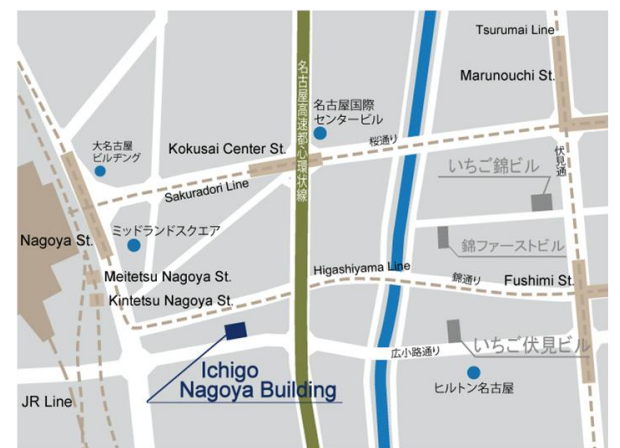 Tsurumai Line
Marunouchi St.
名古屋高速都心環状線
名古屋国際
センタービル
大名古屋
ビルヂング
Kokusai Center St.
桜通り
伏見通
いちご錦ビル
Sakuradori Line
Nagoya St.
ミッドランドスクエア
錦ファーストビル
Meitetsu Nagoya St.
Higashiyama Line
錦通り
Fushimi St.
Kintetsu Nagoya St.
広小路通り
いちご伏見ビル
Ichigo
Nagoya Building
ヒルトン名古屋
JR Line